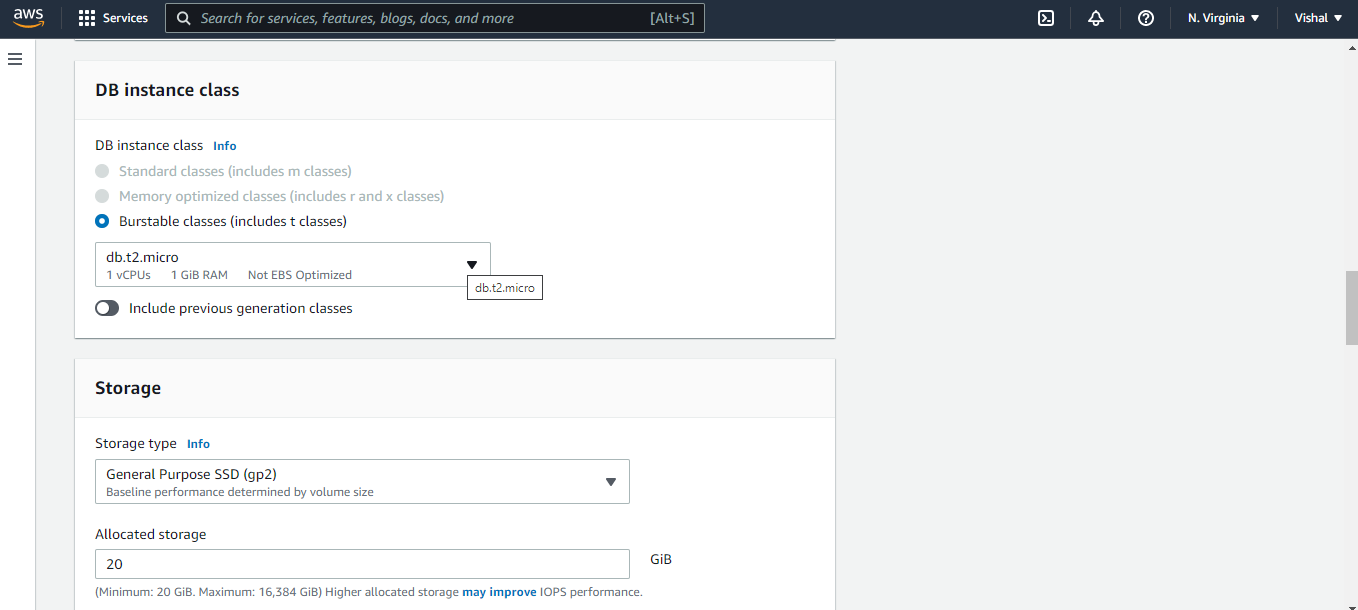 aws Services Search for services, features, blogs, docs, and more [Alt+S] N. Virginia Vishal
DB instance class
DB instance class Info
Standard classes (includes m classes)
Memory optimized classes (includes r and x classes)
Burstable classes (includes t classes)
db.t2.micro
1 vCPUs 1 GiB RAM Not EBS Optimized
db.t2.micro
Include previous generation classes
Storage
Storage type Info
General Purpose SSD (gp2)
Baseline performance determined by volume size
Allocated storage
20 GiB
(Minimum: 20 GiB. Maximum: 16,384 GiB) Higher allocated storage may improve IOPS performance.